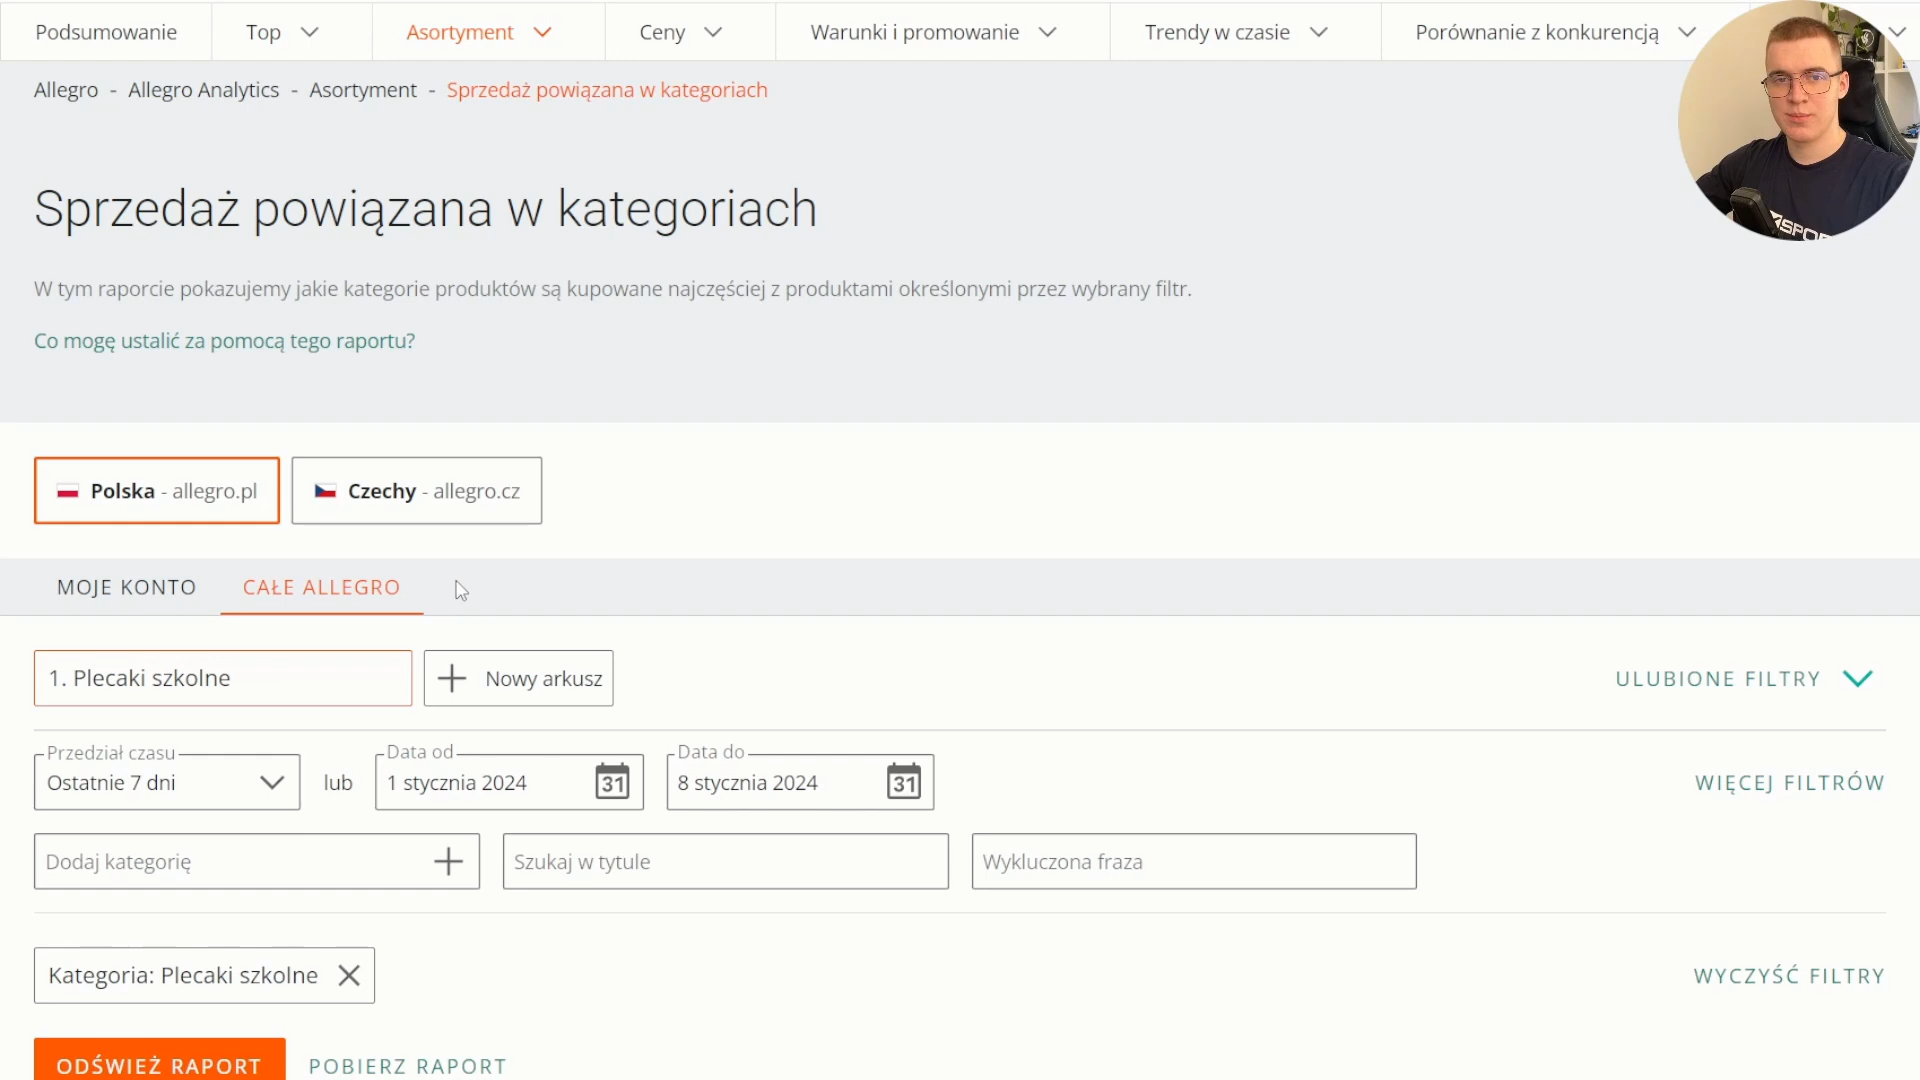 Podsumowanie
Top
Asortyment
Ceny
Warunki i promowanie
Trendy w czasie
Porównanie z konkurencją
Allegro - Allegro Analytics - Asortyment - Sprzedaż powiązana w kategoriach
Sprzedaż powiązana w kategoriach
W tym raporcie pokazujemy jakie kategorie produktów są kupowane najczęściej z produktami określonymi przez wybrany filtr.
Co mogę ustalić za pomocą tego raportu?
Polska - allegro.pl
Czechy - allegro.cz
MOJE KONTO
CAŁE ALLEGRO
1. Plecaki szkolne
Nowy arkusz
ULUBIONE FILTRY
Przedział czasu
Ostatnie 7 dni
lub
Data od
1 stycznia 2024
31
Data do
8 stycznia 2024
31
WIĘCEJ FILTRÓW
Dodaj kategorię
Szukaj w tytule
Wykluczona fraza
Kategoria: Plecaki szkolne
WYCZYŚĆ FILTRY
ODŚWIEŻ RAPORT
POBIERZ RAPORT